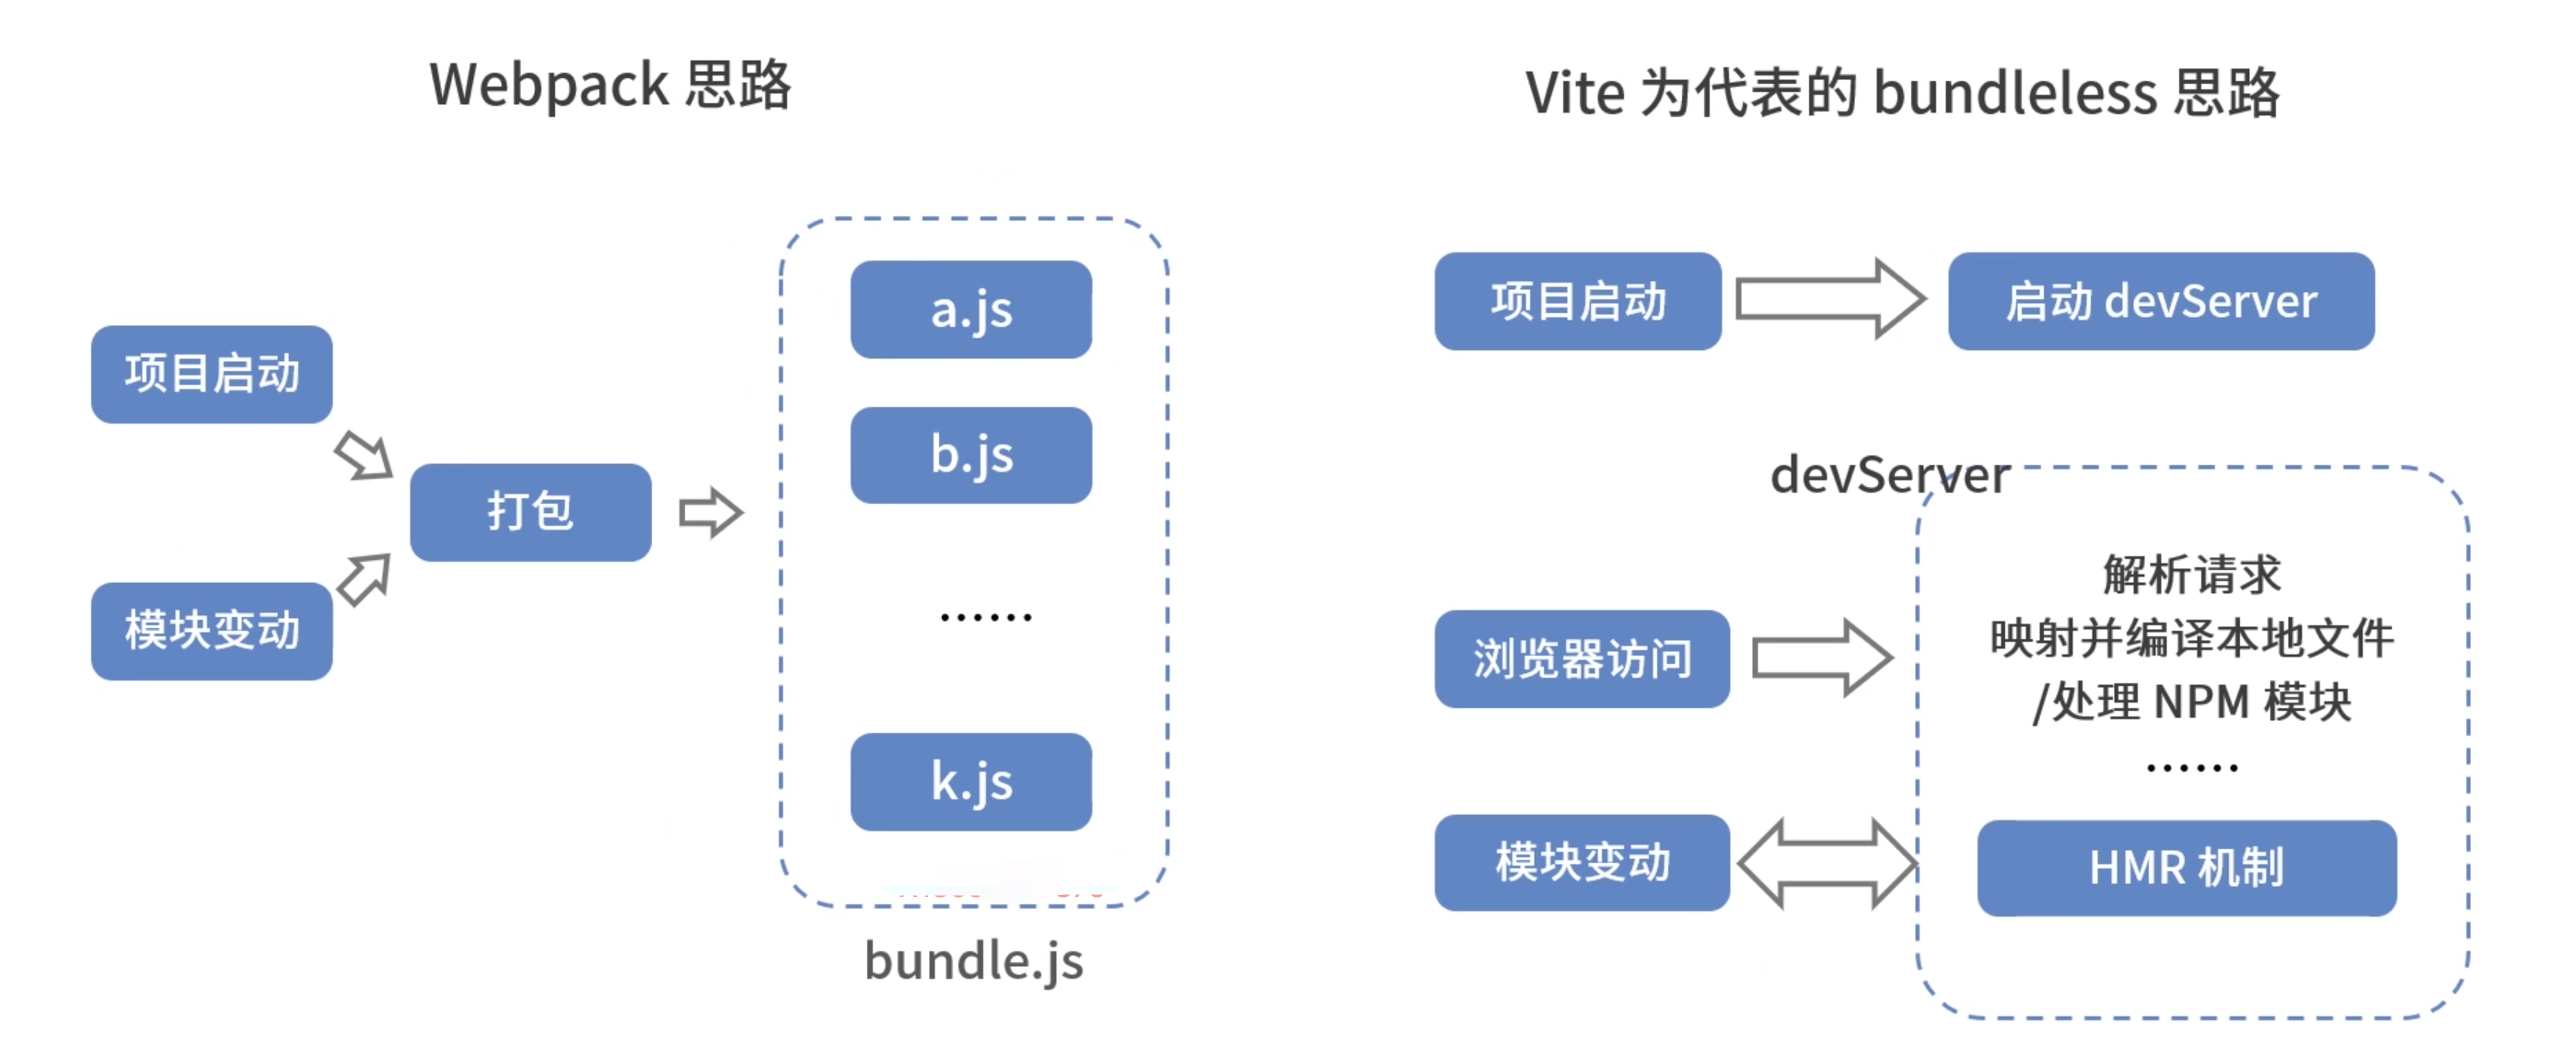 Webpack 思路
项目启动
模块变动
打包
a.js
b.js
......
k.js
bundle.js
Vite 为代表的 bundleless 思路
项目启动
启动 devServer
devServer
浏览器访问
解析请求
映射并编译本地文件
/处理 NPM 模块
......
模块变动
HMR 机制